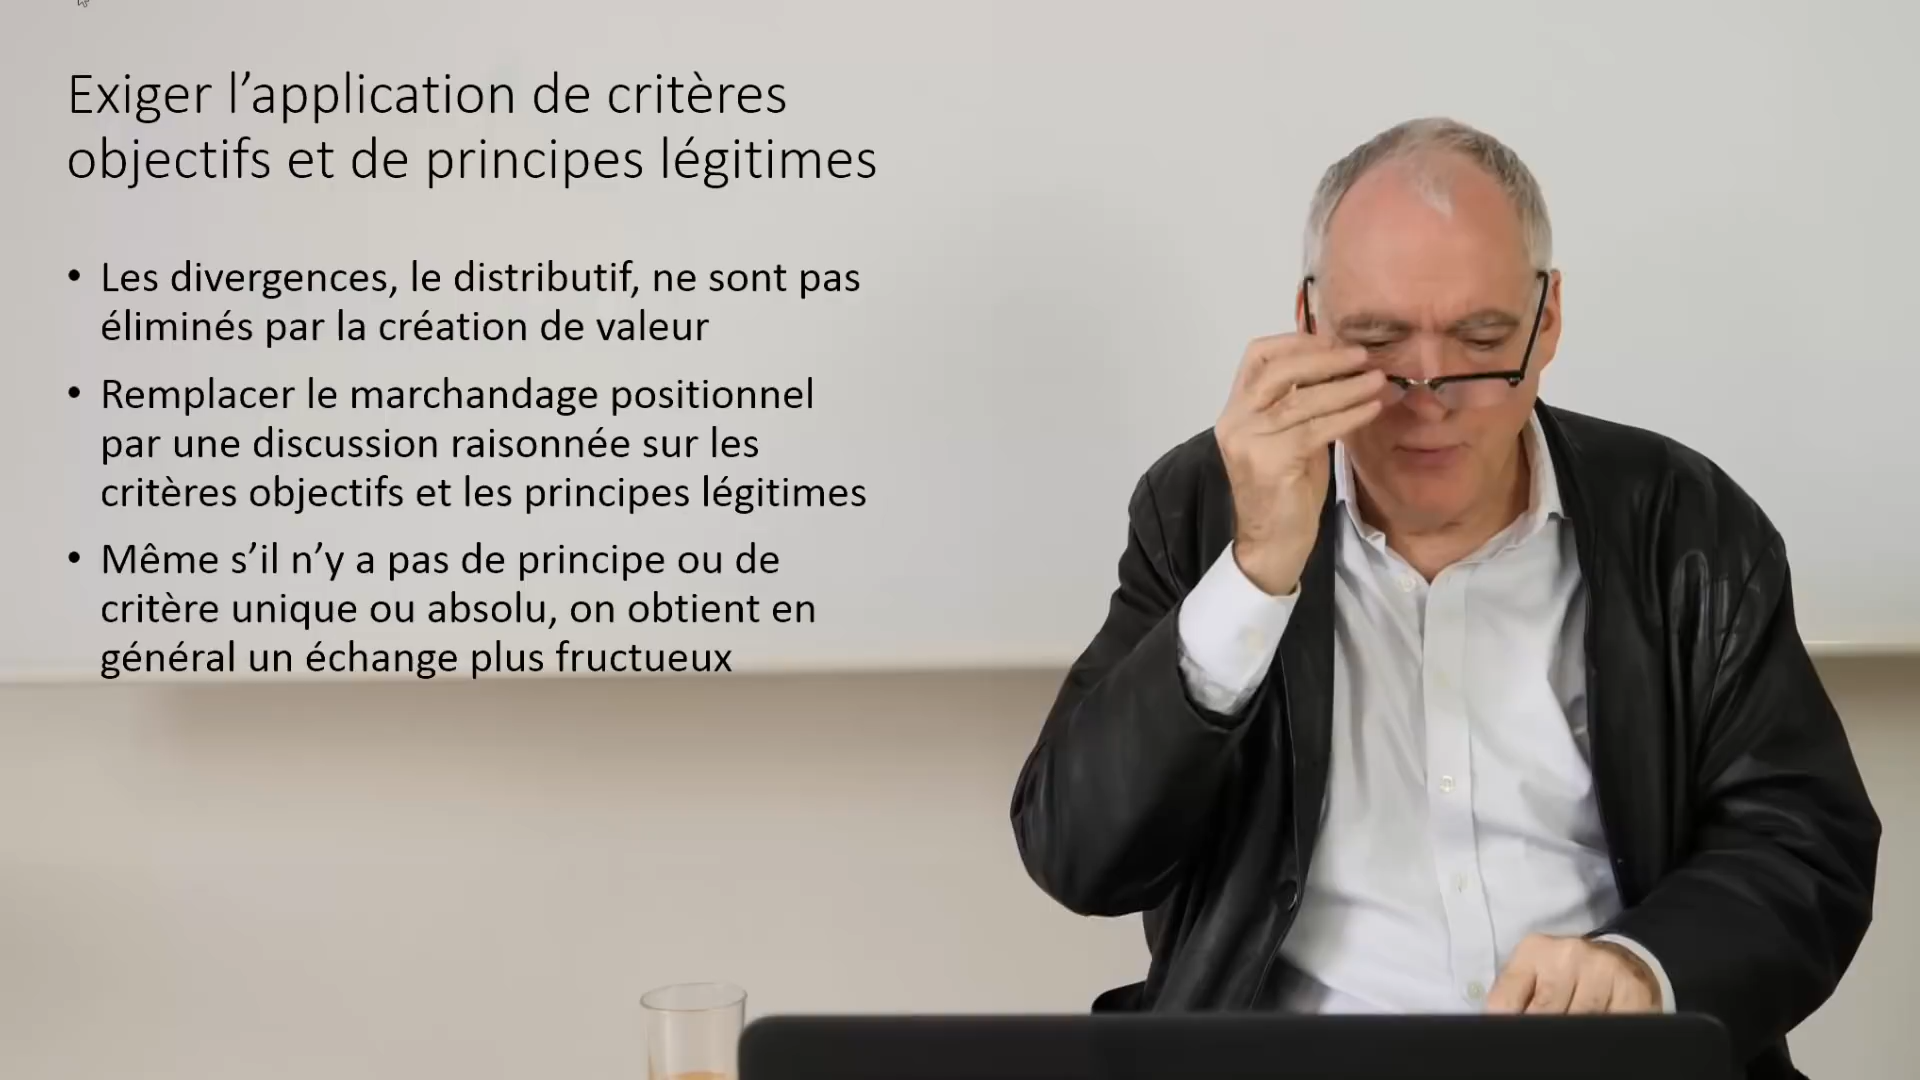 Exiger l’application de critères
objectifs et de principes légitimes
• Les divergences, le distributif, ne sont pas
éliminés par la création de valeur
• Remplacer le marchandage positionnel
par une discussion raisonnée sur les
critères objectifs et les principes légitimes
• Même s’il n’y a pas de principe ou de
critère unique ou absolu, on obtient en
général un échange plus fructueux